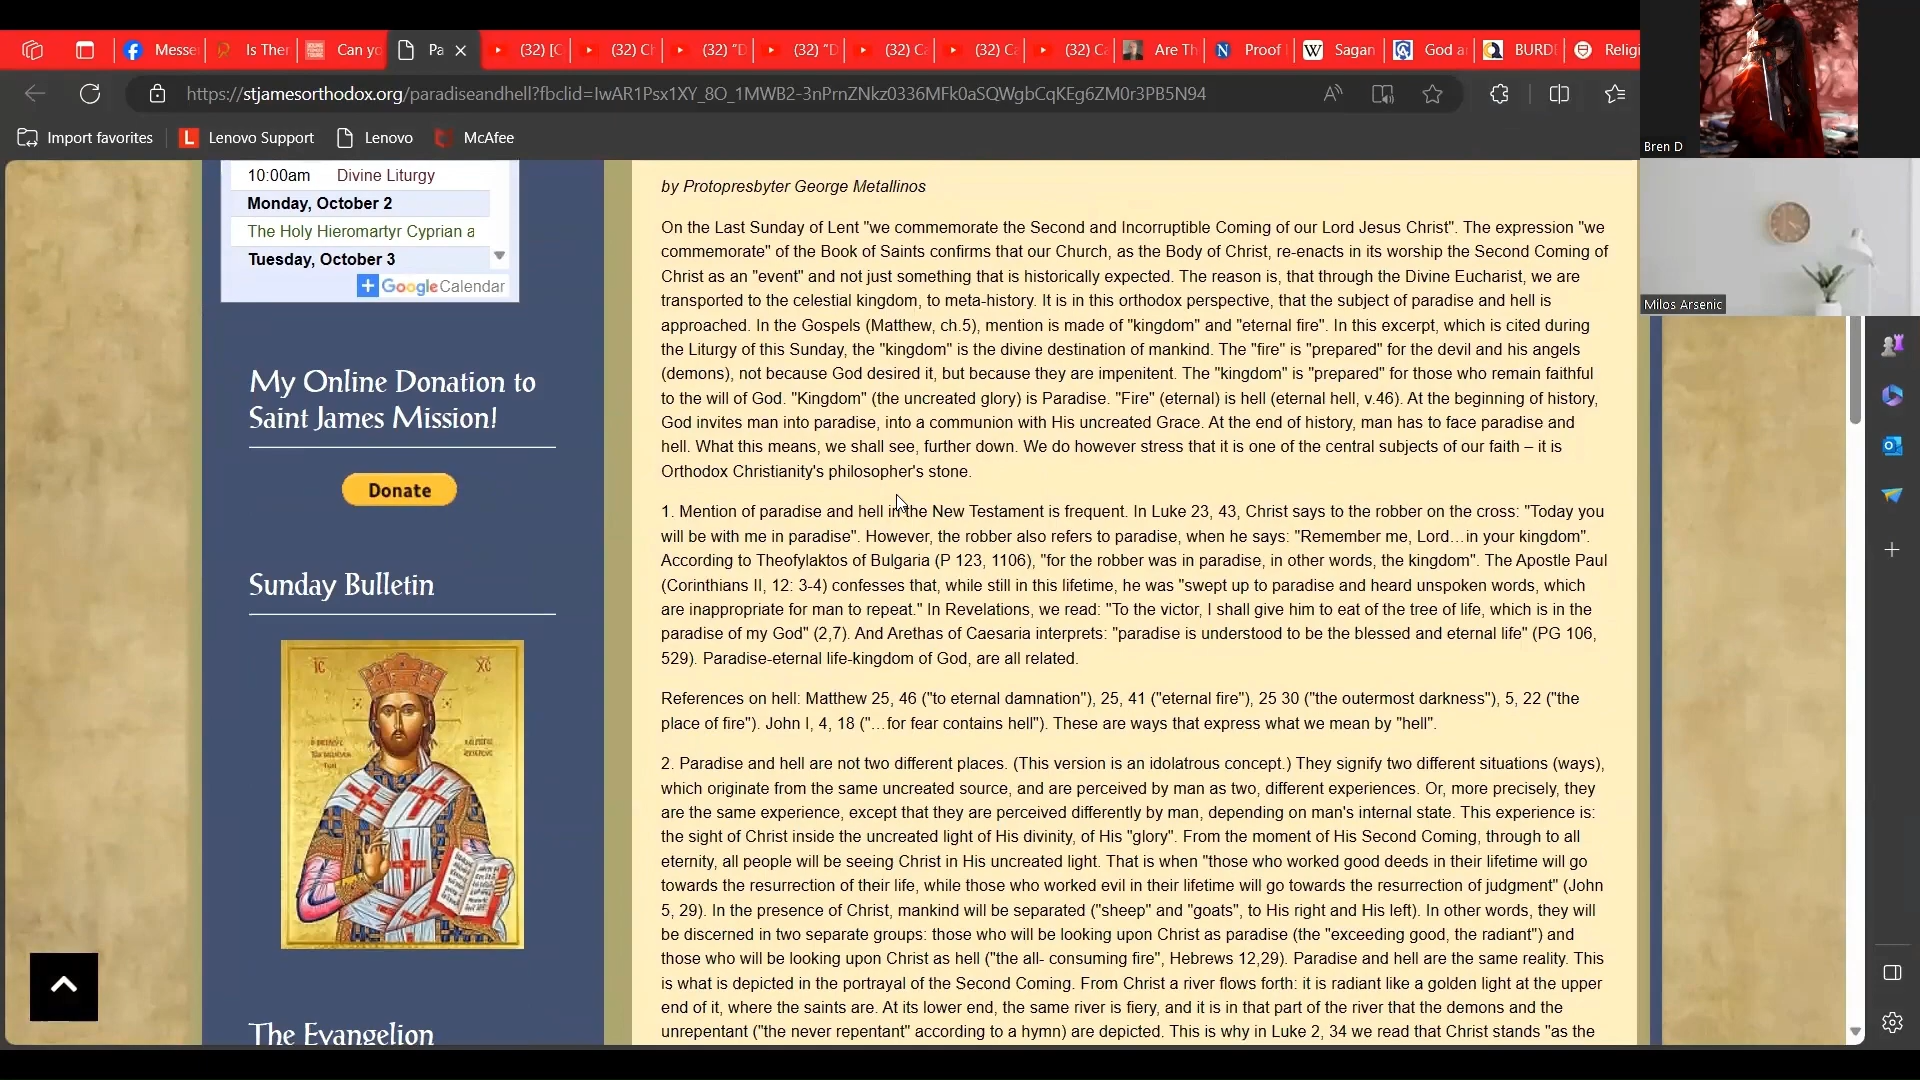 Messe
Is Ther
Can yo
Pa
(32) [C
(32) Ch
(32) "D
(32) "D
(32) Ca
(32) Ca
(32) Ca
Are Th
Proof
Sagan
God ar
BURDE
Religi
https://stjamesorthodox.org/paradiseandhell?fbclid=IwAR1Psx1XY_8O_1MWB2-3nPrnZNkz0336MFk0aSQWgbCqKEg6ZM0r3PB5N94
Import favorites
Lenovo Support
Lenovo
McAfee
Bren D
Milos Arsenic
10:00am Divine Liturgy
Monday, October 2
The Holy Hieromartyr Cyprian a
Tuesday, October 3
Google Calendar
My Online Donation to
Saint James Mission!
Donate
Sunday Bulletin
IC XC
The Evangelion
by Protopresbyter George Metallinos
On the Last Sunday of Lent "we commemorate the Second and Incorruptible Coming of our Lord Jesus Christ". The expression "we
commemorate" of the Book of Saints confirms that our Church, as the Body of Christ, re-enacts in its worship the Second Coming of
Christ as an "event" and not just something that is historically expected. The reason is, that through the Divine Eucharist, we are
transported to the celestial kingdom, to meta-history. It is in this orthodox perspective, that the subject of paradise and hell is
approached. In the Gospels (Matthew, ch.5), mention is made of "kingdom" and "eternal fire". In this excerpt, which is cited during
the Liturgy of this Sunday, the "kingdom" is the divine destination of mankind. The "fire" is "prepared" for the devil and his angels
(demons), not because God desired it, but because they are impenitent. The "kingdom" is "prepared" for those who remain faithful
to the will of God. "Kingdom" (the uncreated glory) is Paradise. "Fire" (eternal) is hell (eternal hell, v.46). At the beginning of history,
God invites man into paradise, into a communion with His uncreated Grace. At the end of history, man has to face paradise and
hell. What this means, we shall see, further down. We do however stress that it is one of the central subjects of our faith – it is
Orthodox Christianity's philosopher's stone.
1. Mention of paradise and hell in the New Testament is frequent. In Luke 23, 43, Christ says to the robber on the cross: "Today you
will be with me in paradise". However, the robber also refers to paradise, when he says: "Remember me, Lord…in your kingdom".
According to Theofylaktos of Bulgaria (P 123, 1106), "for the robber was in paradise, in other words, the kingdom". The Apostle Paul
(Corinthians II, 12: 3-4) confesses that, while still in this lifetime, he was "swept up to paradise and heard unspoken words, which
are inappropriate for man to repeat." In Revelations, we read: "To the victor, I shall give him to eat of the tree of life, which is in the
paradise of my God" (2,7). And Arethas of Caesaria interprets: "paradise is understood to be the blessed and eternal life" (PG 106,
529). Paradise-eternal life-kingdom of God, are all related.
References on hell: Matthew 25, 46 ("to eternal damnation"), 25, 41 ("eternal fire"), 25 30 ("the outermost darkness"), 5, 22 ("the
place of fire"). John I, 4, 18 ("…for fear contains hell"). These are ways that express what we mean by "hell".
2. Paradise and hell are not two different places. (This version is an idolatrous concept.) They signify two different situations (ways),
which originate from the same uncreated source, and are perceived by man as two, different experiences. Or, more precisely, they
are the same experience, except that they are perceived differently by man, depending on man's internal state. This experience is:
the sight of Christ inside the uncreated light of His divinity, of His "glory". From the moment of His Second Coming, through to all
eternity, all people will be seeing Christ in His uncreated light. That is when "those who worked good deeds in their lifetime will go
towards the resurrection of their life, while those who worked evil in their lifetime will go towards the resurrection of judgment" (John
5, 29). In the presence of Christ, mankind will be separated ("sheep" and "goats", to His right and His left). In other words, they will
be discerned in two separate groups: those who will be looking upon Christ as paradise (the "exceeding good, the radiant") and
those who will be looking upon Christ as hell ("the all- consuming fire", Hebrews 12,29). Paradise and hell are the same reality. This
is what is depicted in the portrayal of the Second Coming. From Christ a river flows forth: it is radiant like a golden light at the upper
end of it, where the saints are. At its lower end, the same river is fiery, and it is in that part of the river that the demons and the
unrepentant ("the never repentant" according to a hymn) are depicted. This is why in Luke 2, 34 we read that Christ stands "as the